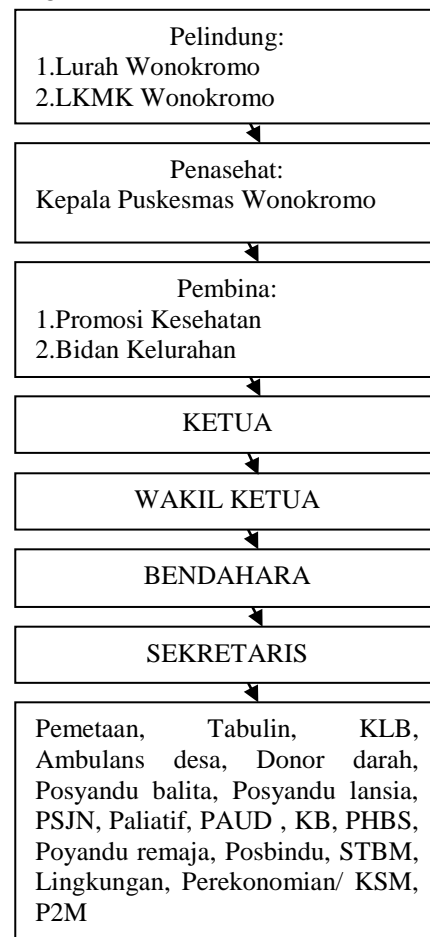 Pelindung:
1.Lurah Wonokromo
2.LKMK Wonokromo
Penasehat:
Kepala Puskesmas Wonokromo
Pembina:
1.Promosi Kesehatan
2.Bidan Kelurahan
KETUA
WAKIL KETUA
BENDAHARA
SEKRETARIS
Pemetaan, Tabulin, KLB,
Ambulans desa, Donor darah,
Posyandu balita, Posyandu lansia,
PSJN, Paliatif, PAUD , KB, PHBS,
Poyandu remaja, Posbindu, STBM,
Lingkungan, Perekonomian/ KSM,
P2M